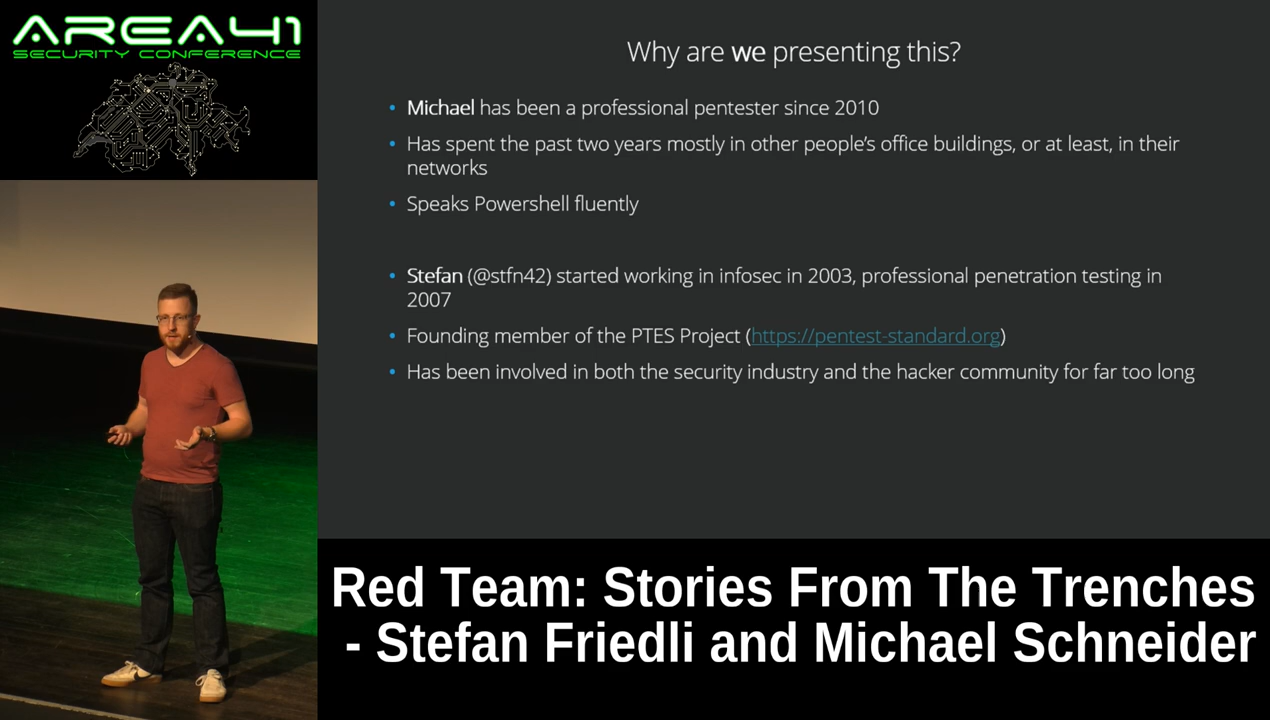 AREA41
SECURITY CONFERENCE
Why are we presenting this?
• Michael has been a professional pentester since 2010
• Has spent the past two years mostly in other people's office buildings, or at least, in their
networks
• Speaks Powershell fluently
• Stefan (@stfn42) started working in infosec in 2003, professional penetration testing in
2007
• Founding member of the PTES Project (https://pentest-standard.org)
• Has been involved in both the security industry and the hacker community for far too long
Red Team: Stories From The Trenches
- Stefan Friedli and Michael Schneider